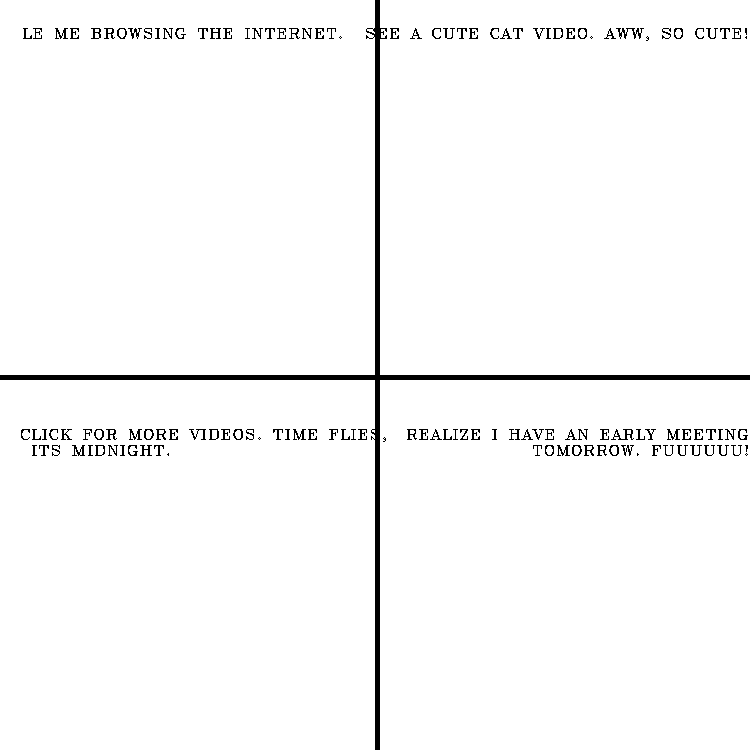 LE ME BROWSING THE INTERNET.
SEE A CUTE CAT VIDEO. AWW, SO CUTE!
CLICK FOR MORE VIDEOS. TIME FLIES,
ITS MIDNIGHT.
REALIZE I HAVE AN EARLY MEETING
TOMORROW. FUUUUUU!